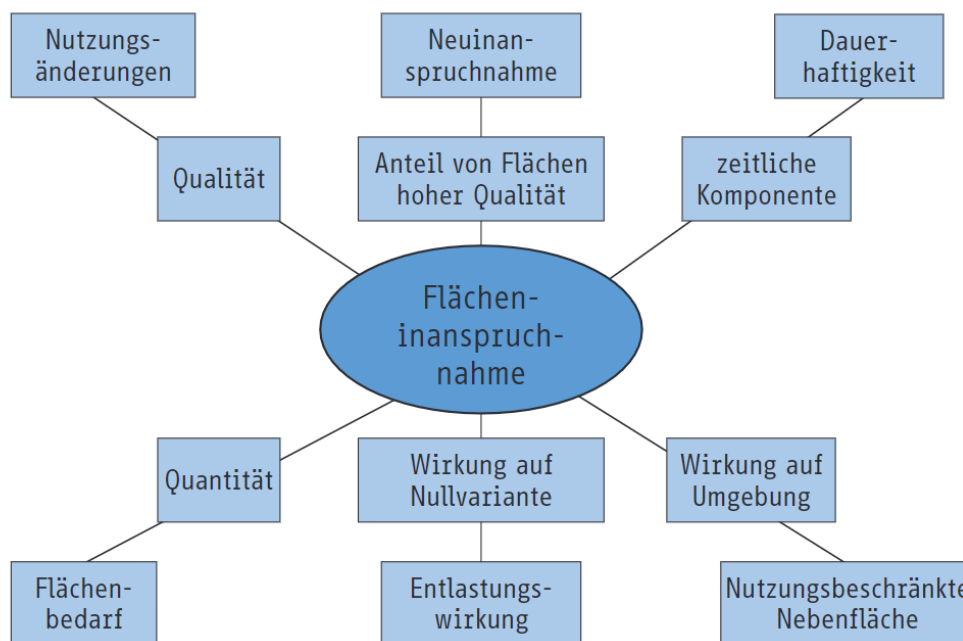 Nutzungs-
änderungen
Neuinan-
spruchnahme
Dauer-
haftigkeit
Qualität
Anteil von Flächen
hoher Qualität
zeitliche
Komponente
Flächen-
inanspruch-
nahme
Quantität
Wirkung auf
Nullvariante
Wirkung auf
Umgebung
Flächen-
bedarf
Entlastungs-
wirkung
Nutzungsbeschränkte
Nebenfläche